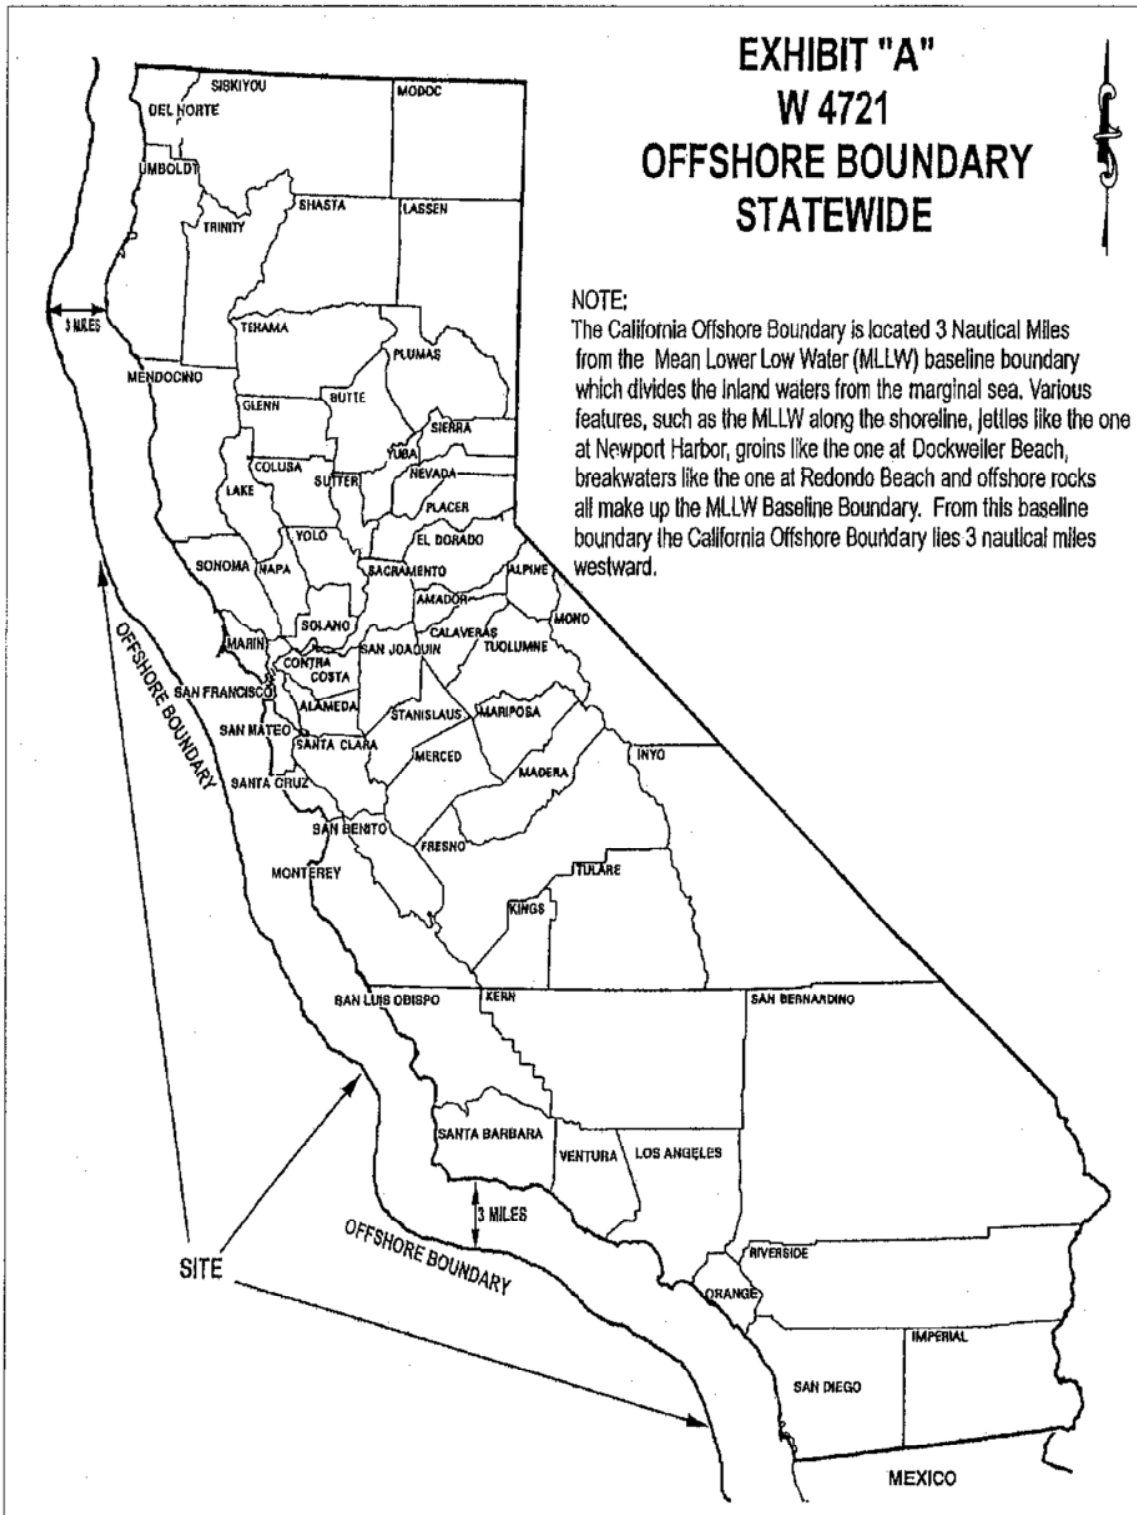 EXHIBIT "A"
W 4721
OFFSHORE BOUNDARY
STATEWIDE
NOTE:
The California Offshore Boundary is located 3 Nautical Miles
from the Mean Lower Low Water (MLLW) baseline boundary
which divides the inland waters from the marginal sea. Various
features, such as the MLLW along the shoreline, jetties like the one
at Newport Harbor, groins like the one at Dockweiler Beach,
breakwaters like the one at Redondo Beach and offshore rocks
all make up the MLLW Baseline Boundary. From this baseline
boundary the California Offshore Boundary lies 3 nautical miles
westward.
SISKIYOU
MODOC
DEL NORTE
UMBOLDT
SHASTA
LASSEN
TRINITY
3 MILES
TEHAMA
PLUMAS
MENDOCINO
BUTTE
GLENN
SIERRA
YUBA
COLUSA
NEVADA
SUTTER
LAKE
PLACER
YOLO
EL DORADO
SONOMA
NAPA
SACRAMENTO
ALPINE
AMADOR
MONO
SOLANO
CALAVERAS
MARIN
SAN JOAQUIN
TUOLUMNE
CONTRA
COSTA
OFFSHORE BOUNDARY
SAN FRANCISCO
ALAMEDA
STANISLAUS
MARIPOSA
SAN MATEO
SANTA CLARA
MERCED
INYO
MADERA
SANTA CRUZ
SAN BENITO
FRESNO
MONTEREY
TULARE
KINGS
SAN LUIS OBISPO
KERN
SAN BERNARDINO
SANTA BARBARA
VENTURA
LOS ANGELES
3 MILES
OFFSHORE BOUNDARY
RIVERSIDE
SITE
ORANGE
IMPERIAL
SAN DIEGO
MEXICO